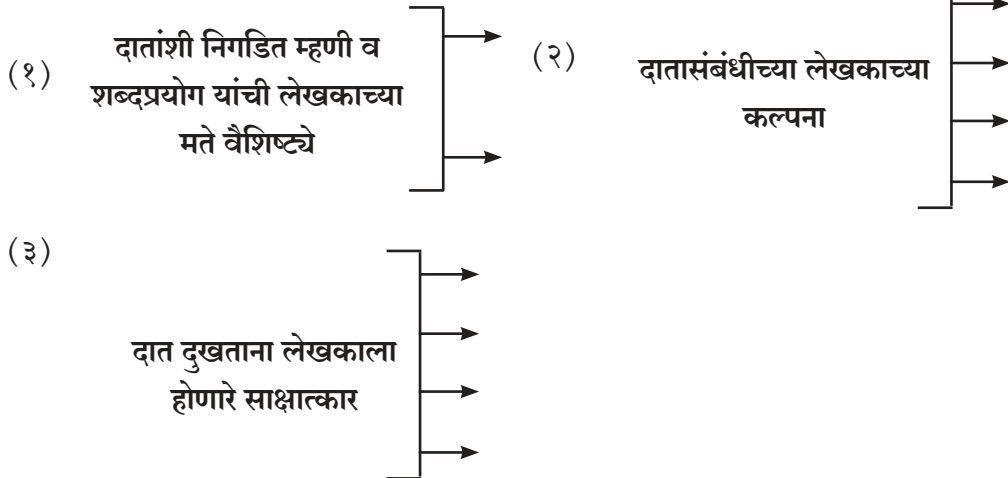 (१)
दातांशी निगडित म्हणी व
शब्दप्रयोग यांची लेखकाच्या
मते वैशिष्ट्ये
(२)
दातासंबंधीच्या लेखकाच्या
कल्पना
(३)
दात दुखताना लेखकाला
होणारे साक्षात्कार